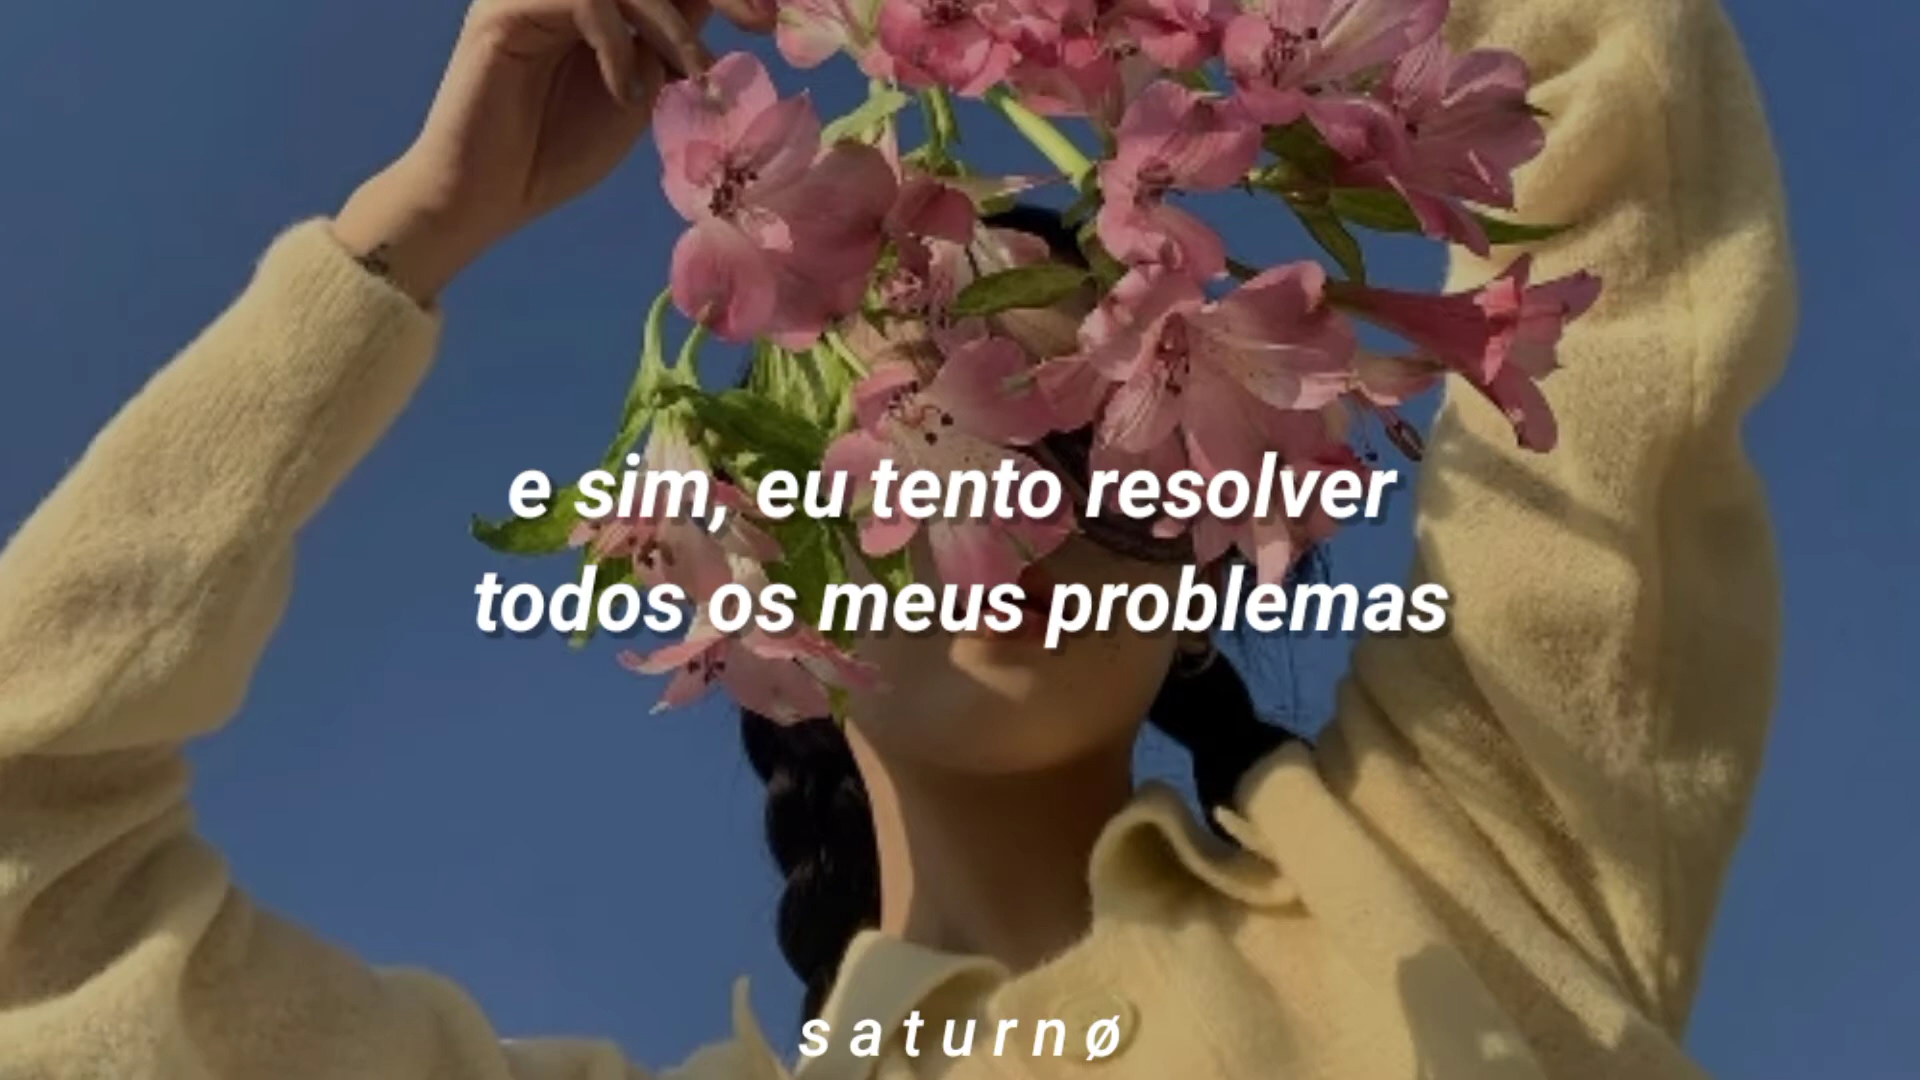 e sim, eu tento resolver
todos os meus problemas
s a t u r n ø